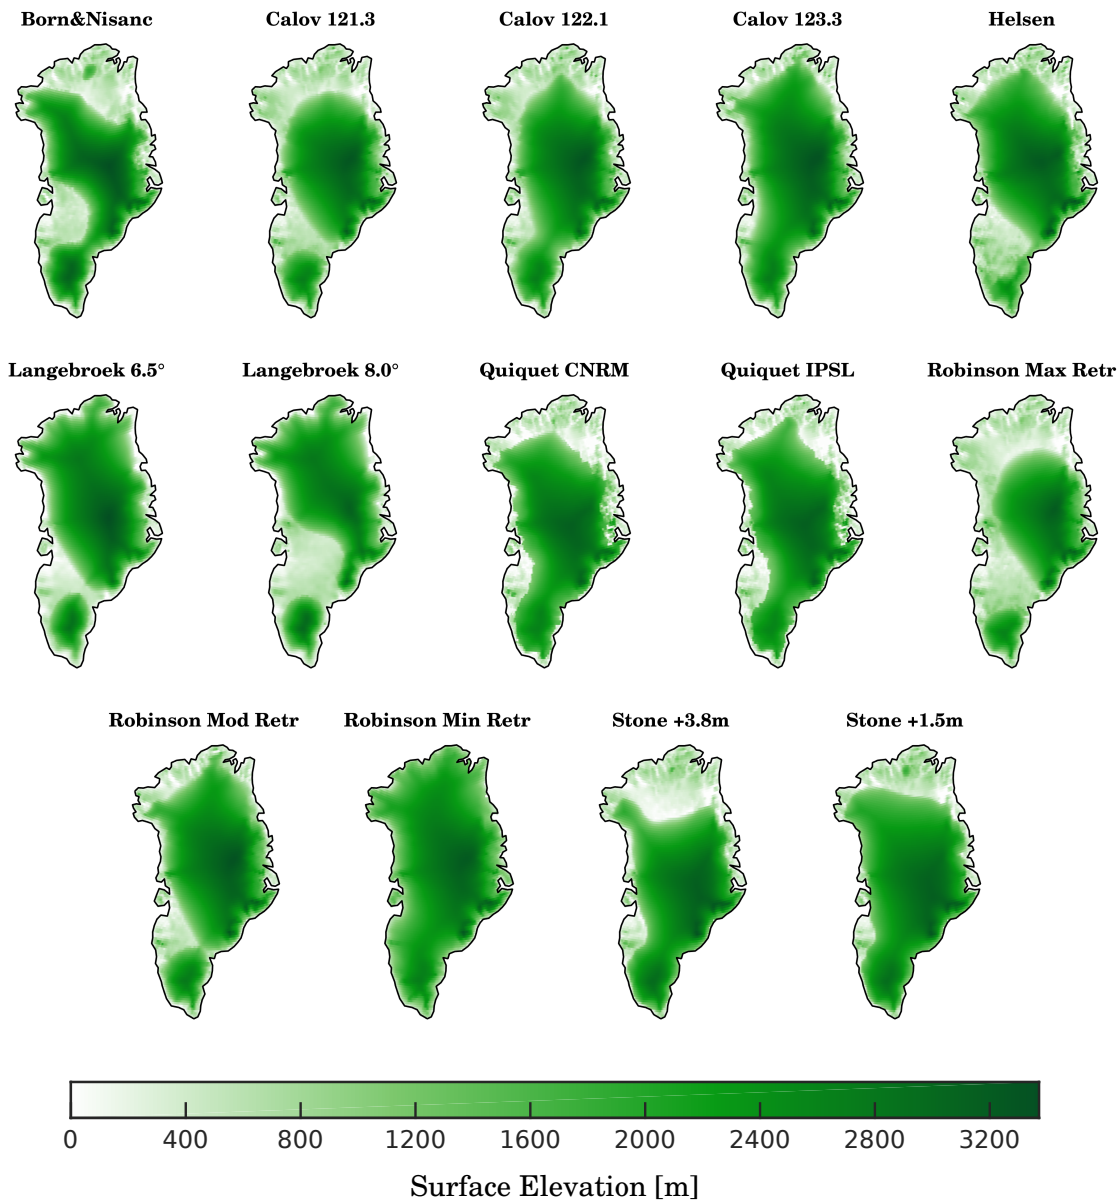 Born&Nisanc Calov 121.3 Calov 122.1 Calov 123.3 Helsen
Langebroek 6.5° Langebroek 8.0° Quiquet CNRM Quiquet IPSL Robinson Max Retr
Robinson Mod Retr Robinson Min Retr Stone +3.8m Stone +1.5m
0 400 800 1200 1600 2000 2400 2800 3200
Surface Elevation [m]